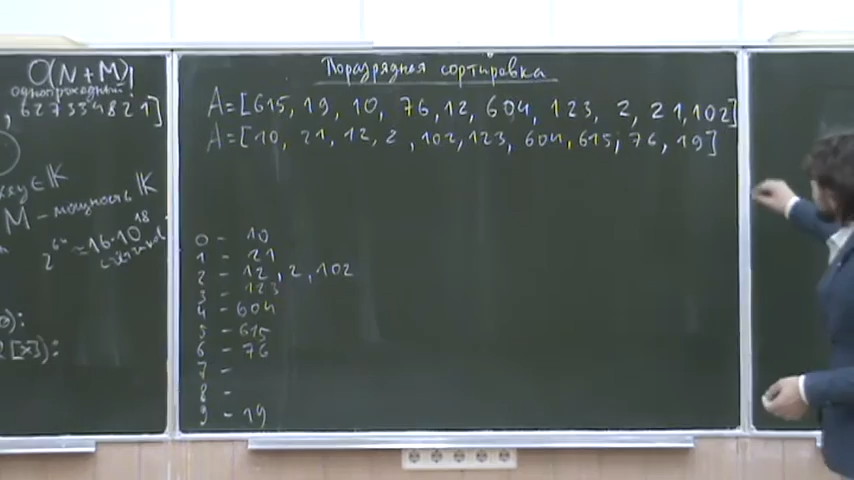 O(N+M)!
однопроходный!
, 627334821]
∈ K
M - мощность K
2⁶⁴ ≈ 16·10¹⁸
):
[x]):
Поразрядная сортировка
A=[615, 19, 10, 76, 12, 604, 123, 2, 21, 102]
A=[10, 21, 12, 2, 102, 123, 604, 615, 76, 19]
0 - 10
1 - 21
2 - 12, 2, 102
3 - 123
4 - 604
5 - 615
6 - 76
7 -
8 -
9 - 19